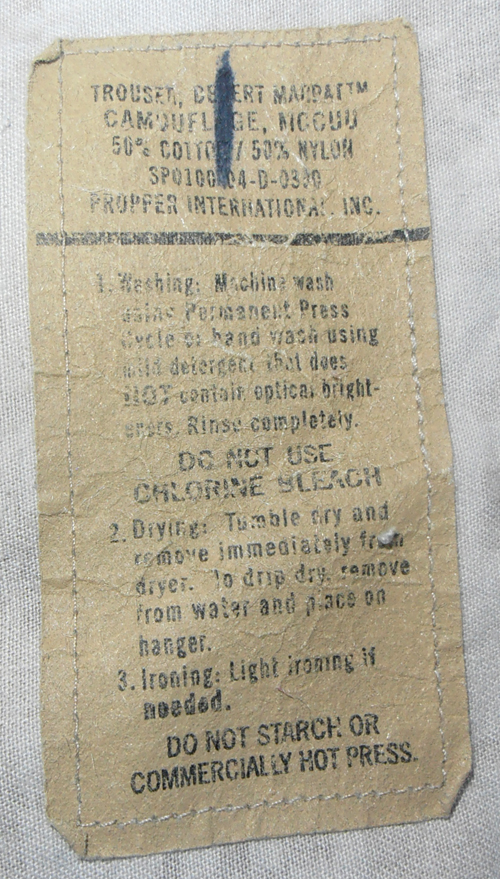 TROUSER, DESERT MARPAT™
CAMOUFLAGE, MCCUU
50% COTTON / 50% NYLON
SPO100-04-D-0330
PROPPER INTERNATIONAL, INC.
1. Washing: Machine wash
using Permanent Press
cycle or hand wash using
mild detergent that does
NOT contain optical bright-
eners. Rinse completely.
DO NOT USE
CHLORINE BLEACH
2. Drying: Tumble dry and
remove immediately from
dryer. To drip dry, remove
from water and place on
hanger.
3. Ironing: Light ironing if
needed.
DO NOT STARCH OR
COMMERCIALLY HOT PRESS.